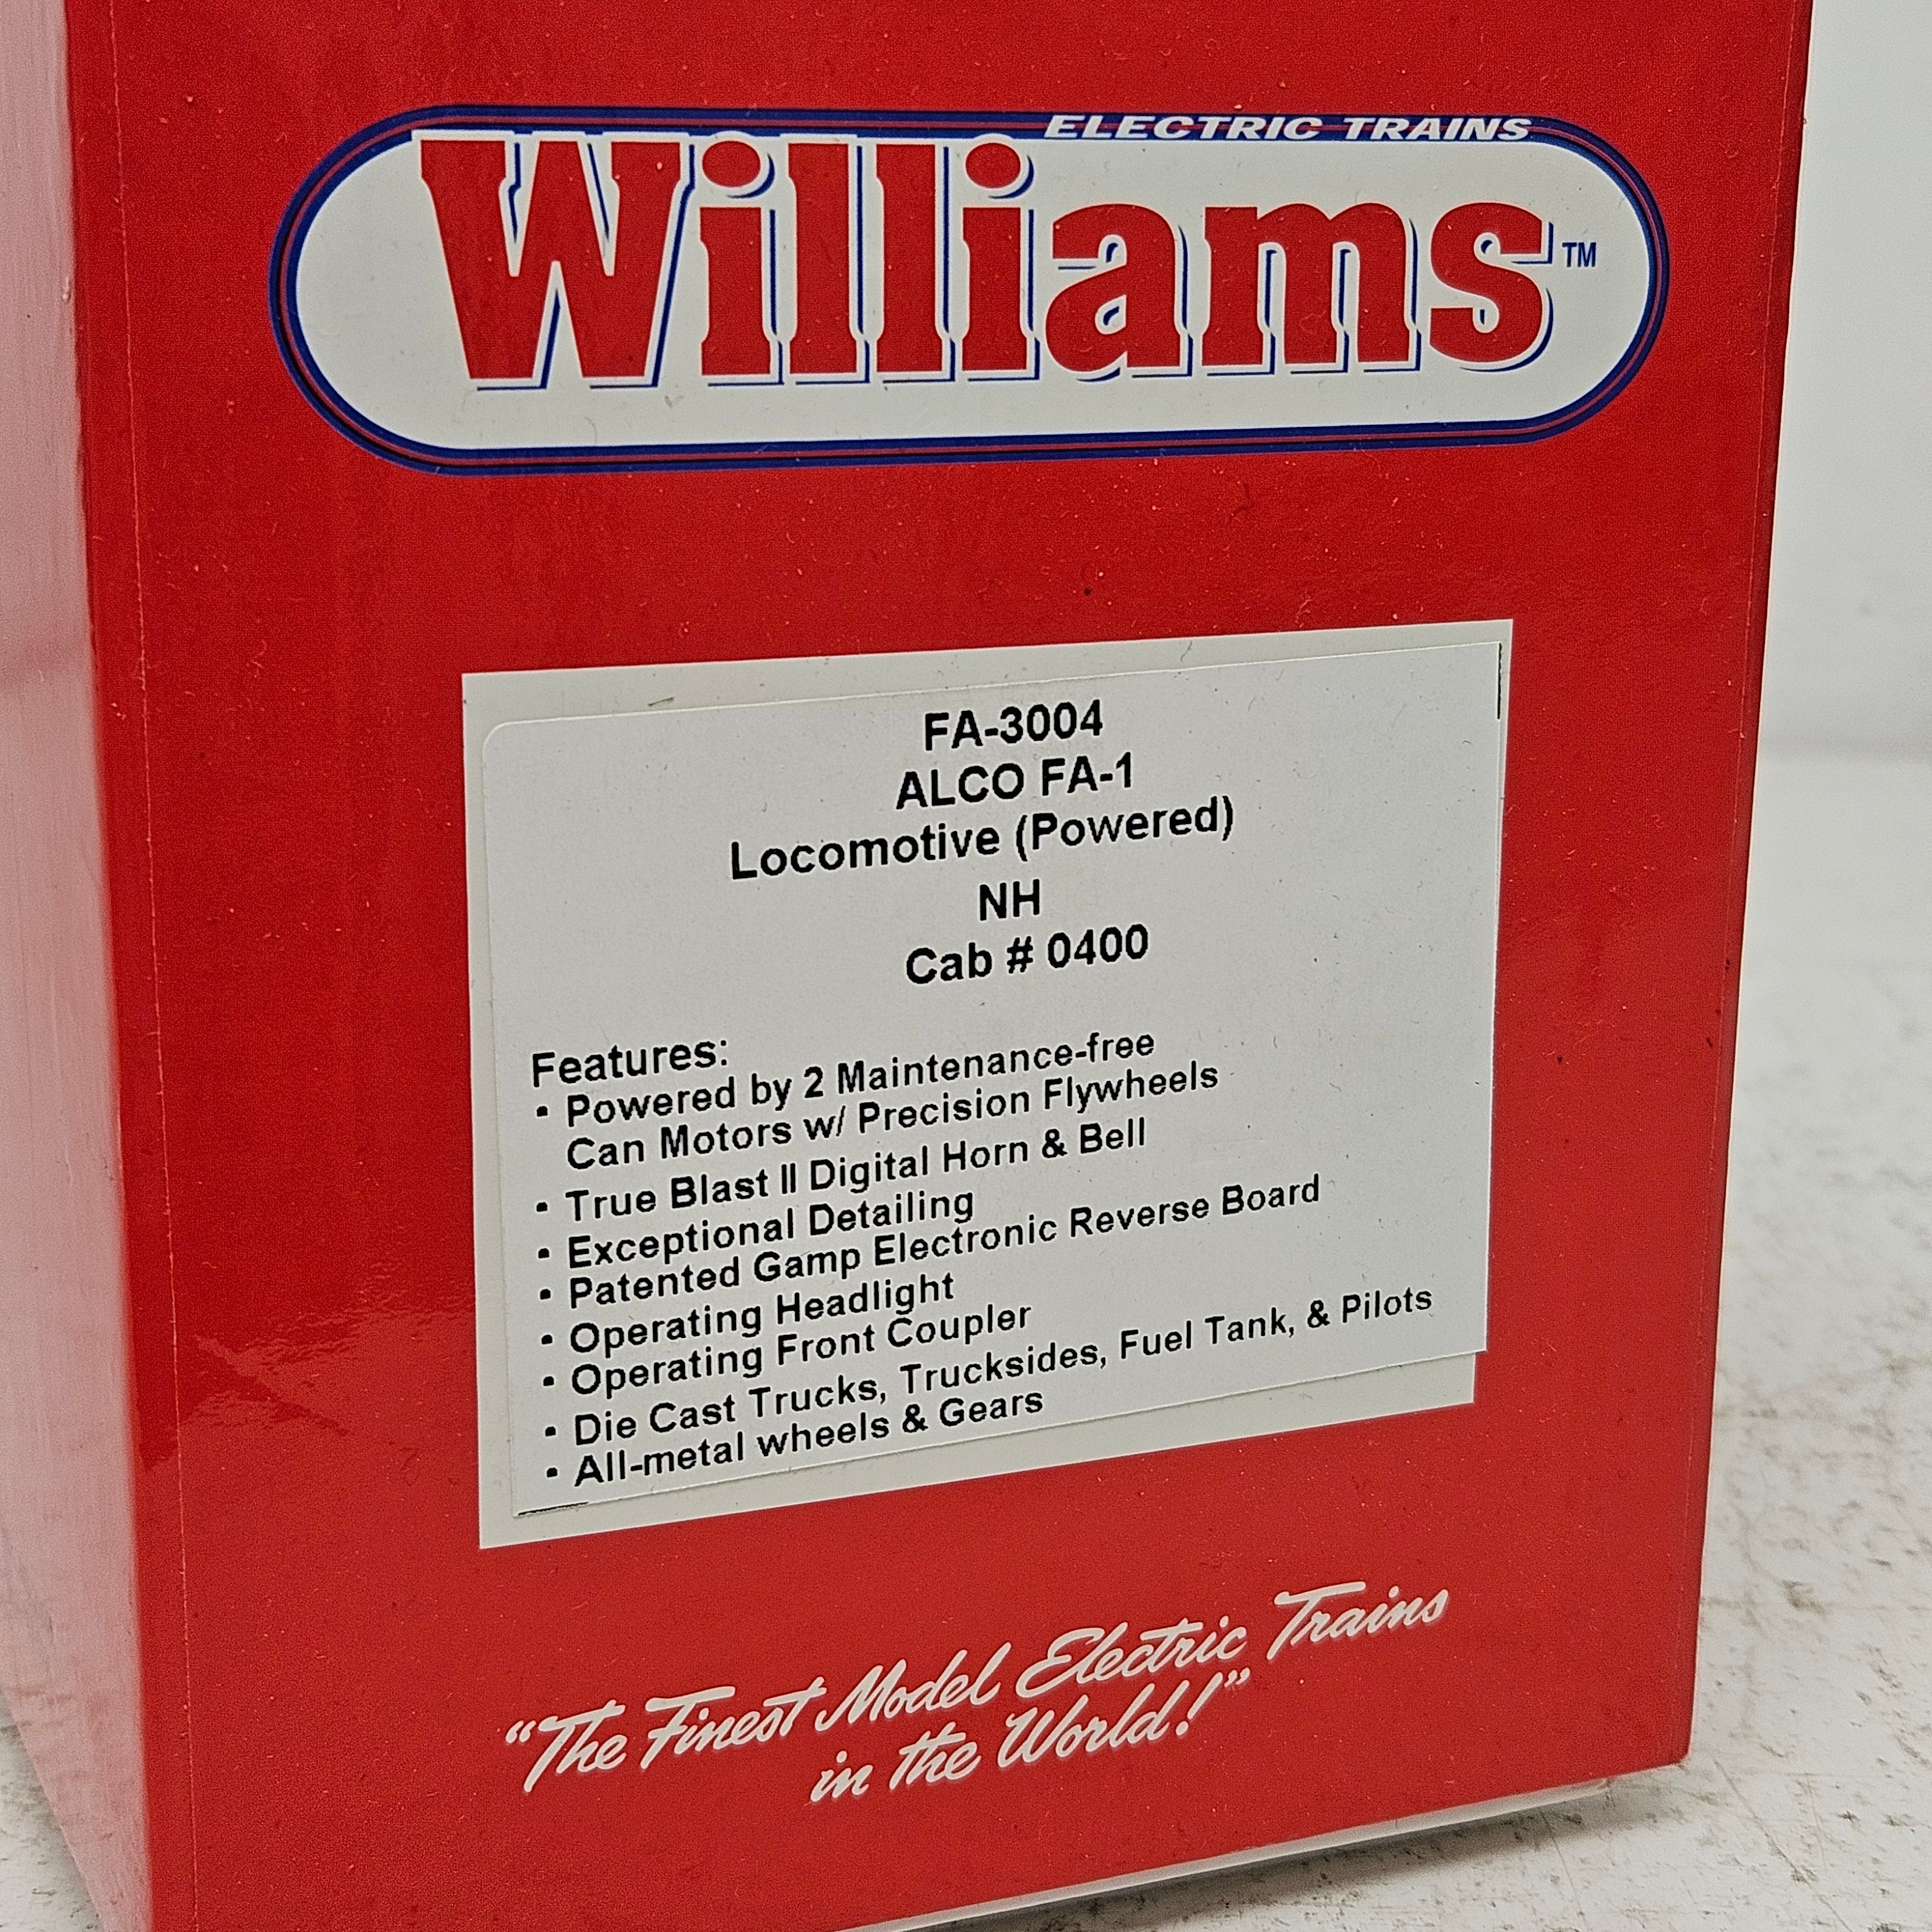 ELECTRIC TRAINS
Williams™
FA-3004
ALCO FA-1
Locomotive (Powered)
NH
Cab # 0400
Features:
• Powered by 2 Maintenance-free
Can Motors w/ Precision Flywheels
• True Blast II Digital Horn & Bell
• Exceptional Detailing
• Patented Gamp Electronic Reverse Board
• Operating Headlight
• Operating Front Coupler
• Die Cast Trucks, Trucksides, Fuel Tank, & Pilots
• All-metal wheels & Gears
“The Finest Model Electric Trains
in the World!”